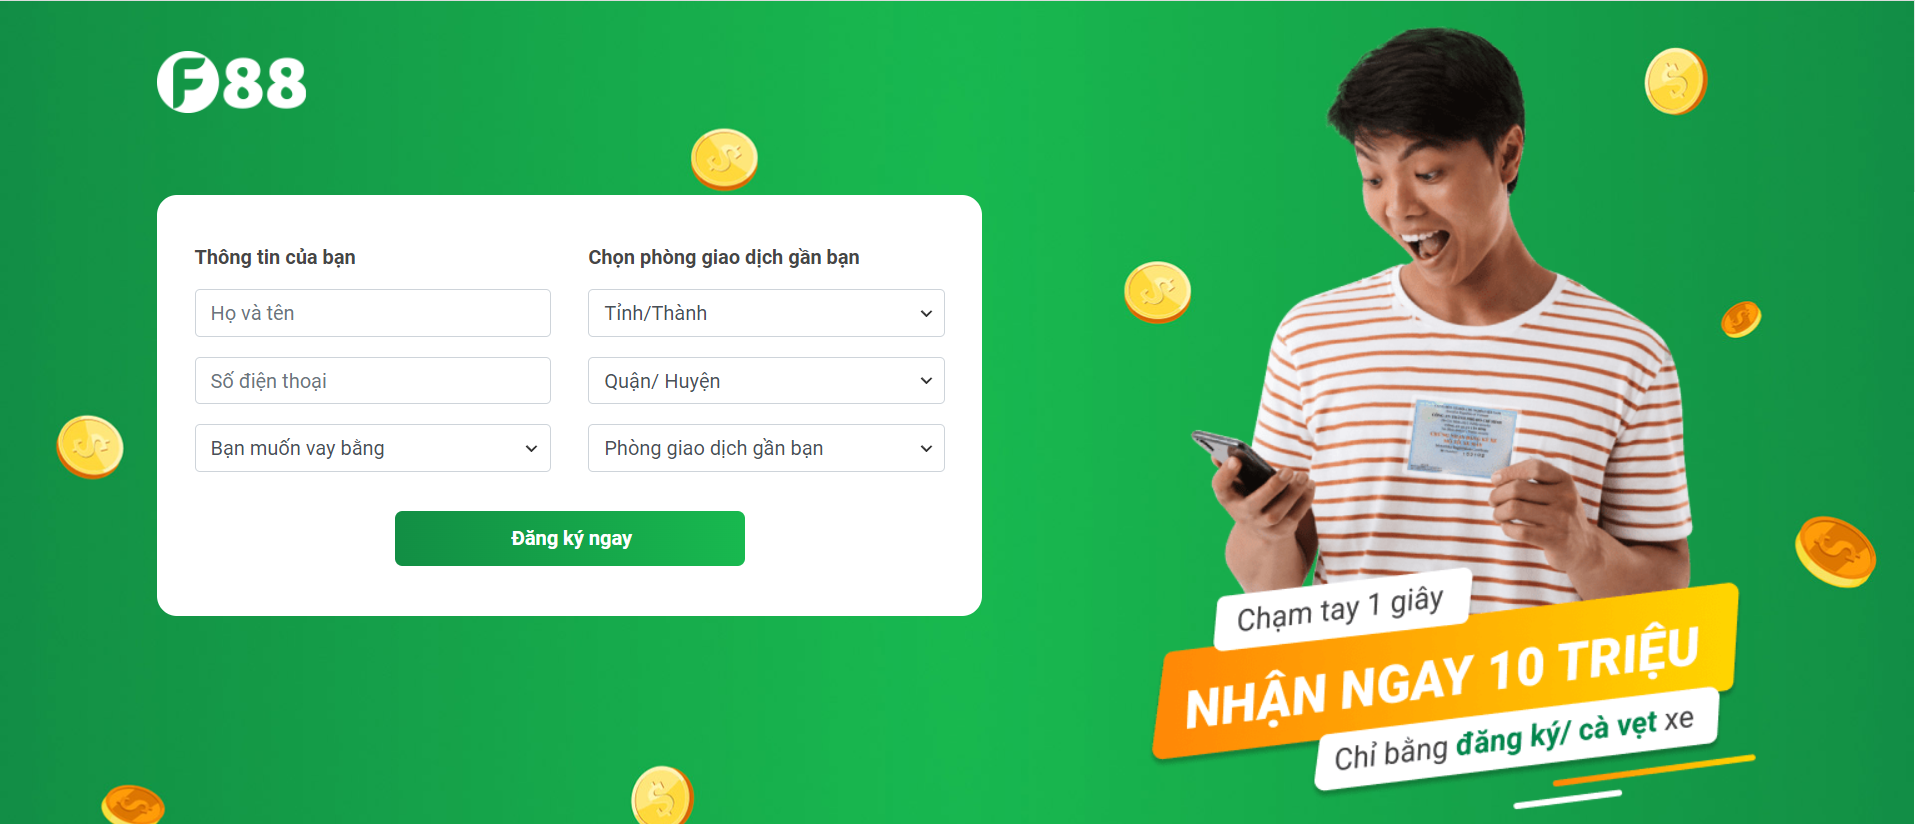 F88
Thông tin của bạn
Họ và tên
Số điện thoại
Bạn muốn vay bằng
Chọn phòng giao dịch gần bạn
Tỉnh/Thành
Quận/ Huyện
Phòng giao dịch gần bạn
Đăng ký ngay
Chạm tay 1 giây
NHẬN NGAY 10 TRIỆU
Chỉ bằng đăng ký/ cà vẹt xe